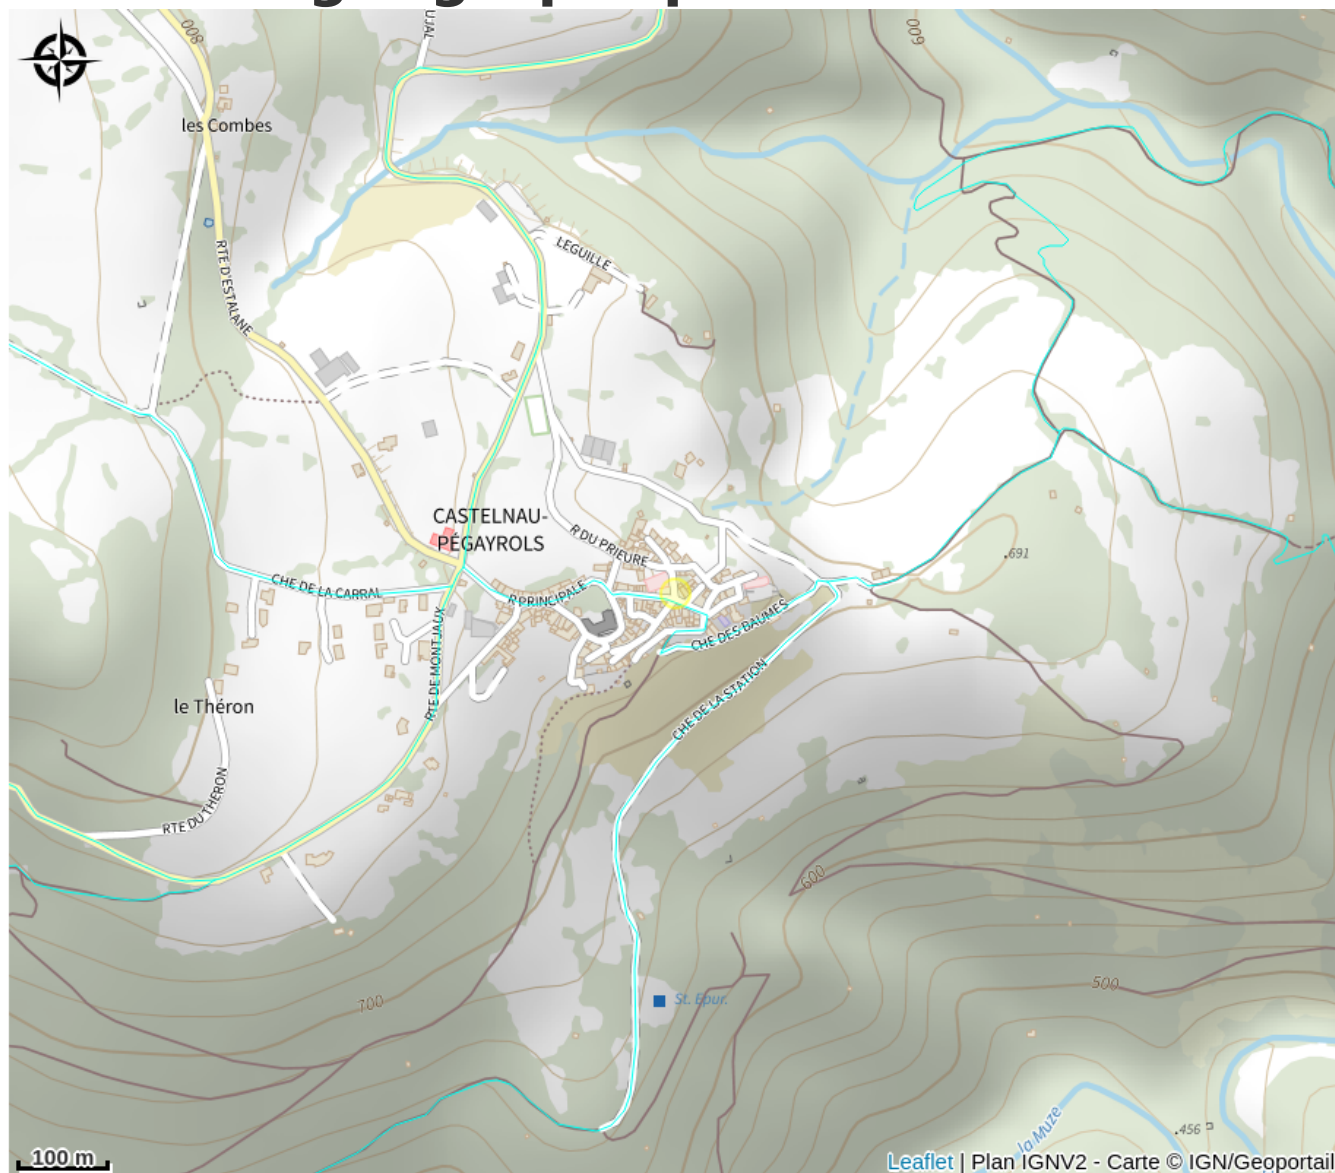 800
UJAL
600
les Combes
RTE D'ESTALANE
LEGUILLE
CASTELNAU-
PÉGAYROLS
R DU PRIEURE
.691
CHE DE LA CARRAL
R PRINCIPALE
CHE DES BAUMES
RTE DE MONTJAUX
le Théron
CHE DE LA STATION
RTE DU THERON
600
700
500
St. Epur.
la Muze
.456
100 m
Leaflet | Plan IGNV2 - Carte © IGN/Geoportail